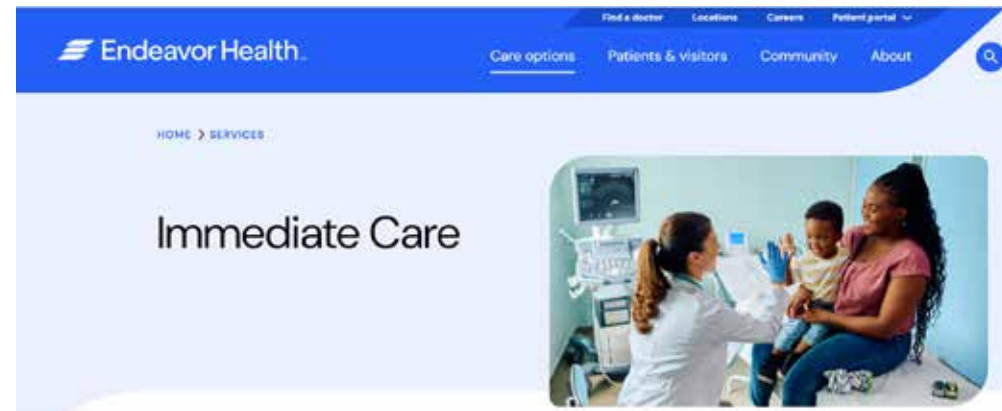 Find a doctor Locations Careers Patient portal
Endeavor Health
Care options Patients & visitors Community About
HOME > SERVICES
Immediate Care